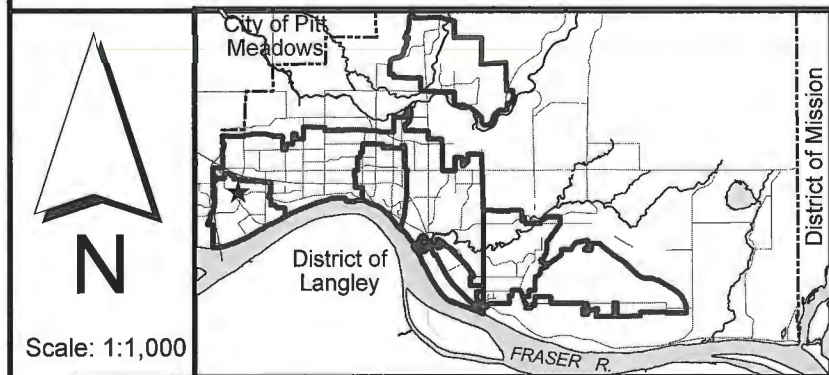 N
Scale: 1:1,000
City of Pitt
Meadows
District of
Langley
FRASER R.
District of Mission